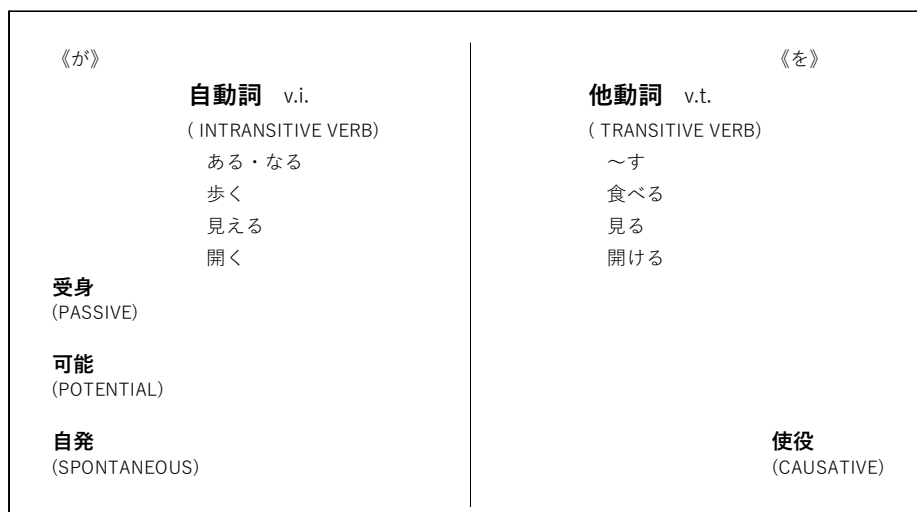 《が》
自動詞 v.i.
( INTRANSITIVE VERB)
ある・なる
歩く
見える
開く
受身
(PASSIVE)
可能
(POTENTIAL)
自発
(SPONTANEOUS)
《を》
他動詞 v.t.
( TRANSITIVE VERB)
～す
食べる
見る
開ける
使役
(CAUSATIVE)